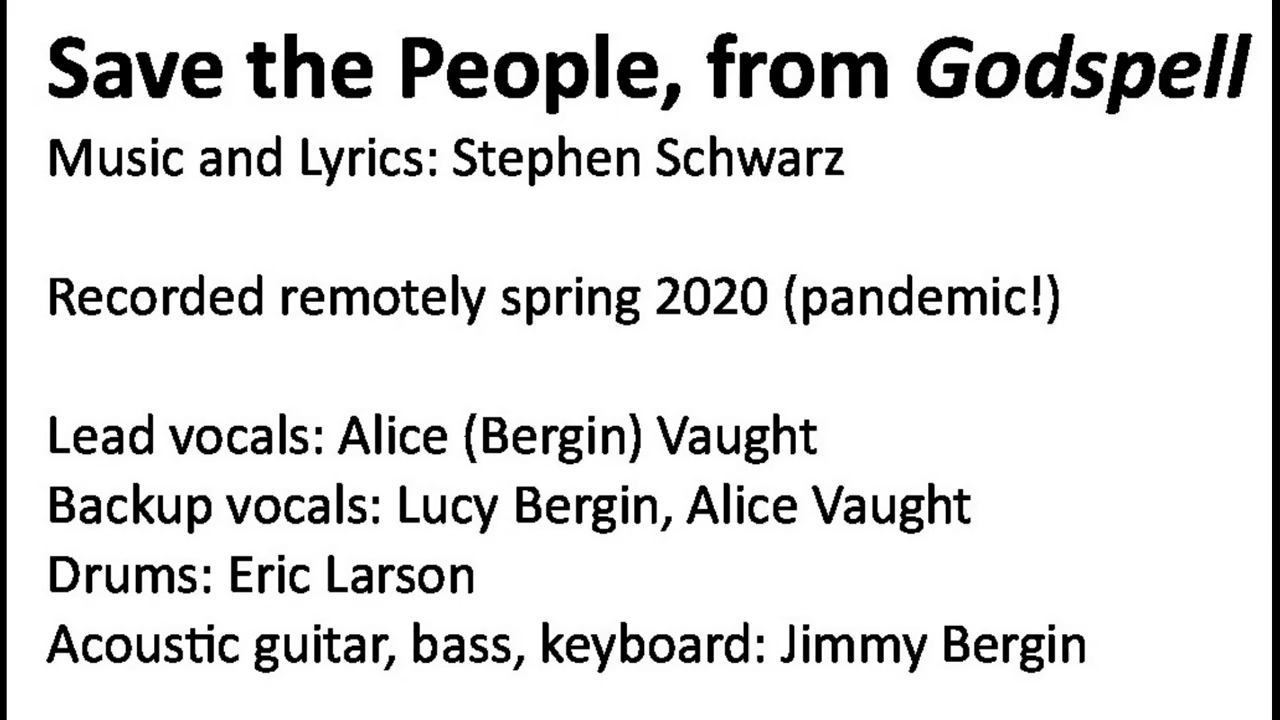 Save the People, from Godspell
Music and Lyrics: Stephen Schwarz
Recorded remotely spring 2020 (pandemic!)
Lead vocals: Alice (Bergin) Vaught
Backup vocals: Lucy Bergin, Alice Vaught
Drums: Eric Larson
Acoustic guitar, bass, keyboard: Jimmy Bergin